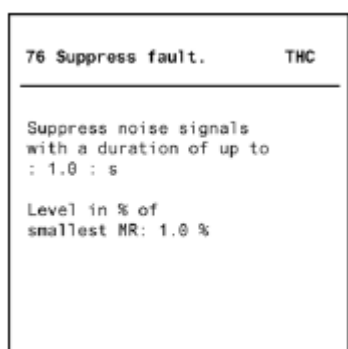 76 Suppress fault. THC
Suppress noise signals
with a duration of up to
: 1.0 : s
Level in % of
smallest MR: 1.0 %